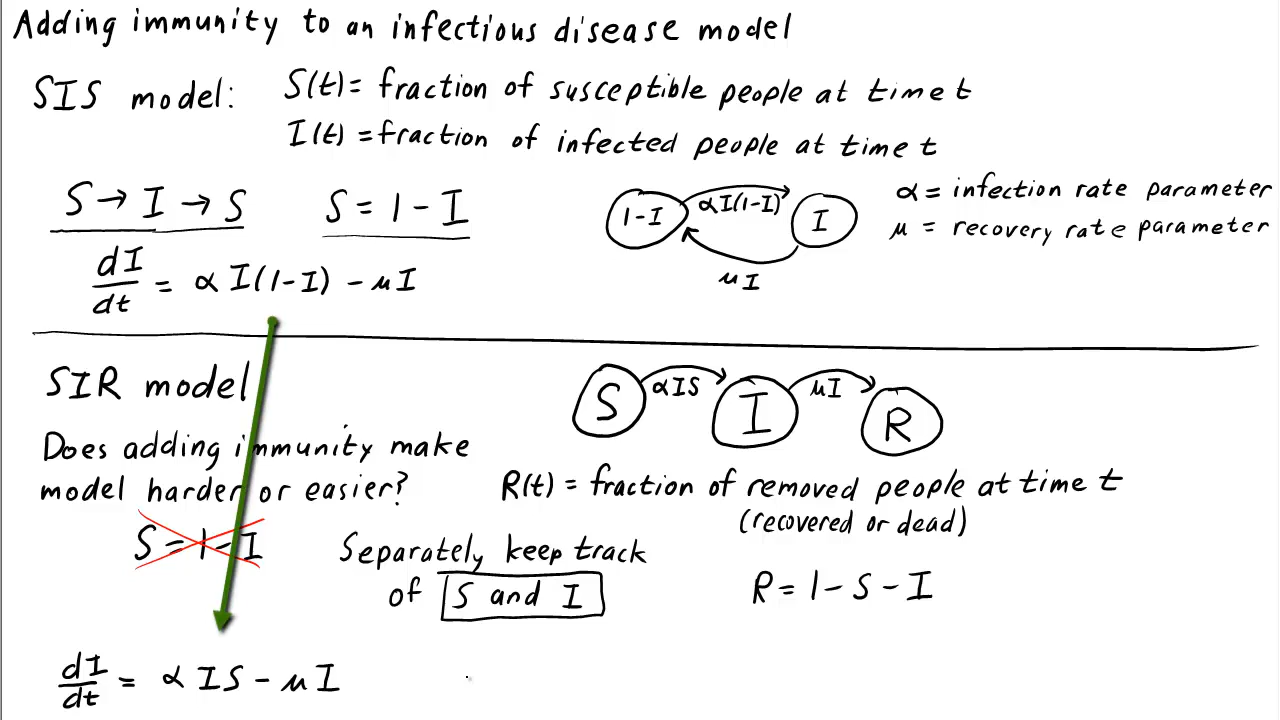 Adding immunity to an infectious disease model
SIS model: S(t) = fraction of susceptible people at time t
I(t) = fraction of infected people at time t
S → I → S
S = 1 - I
1-I
αI(1-I)
I
μI
α = infection rate parameter
μ = recovery rate parameter
dI/dt = α I(1-I) - μI
SIR model
S
αIS
I
μI
R
Does adding immunity make
model harder or easier?
R(t) = fraction of removed people at time t
(recovered or dead)
S = 1 - I
Separately keep track
of S and I
R = 1 - S - I
dI/dt = α IS - μI